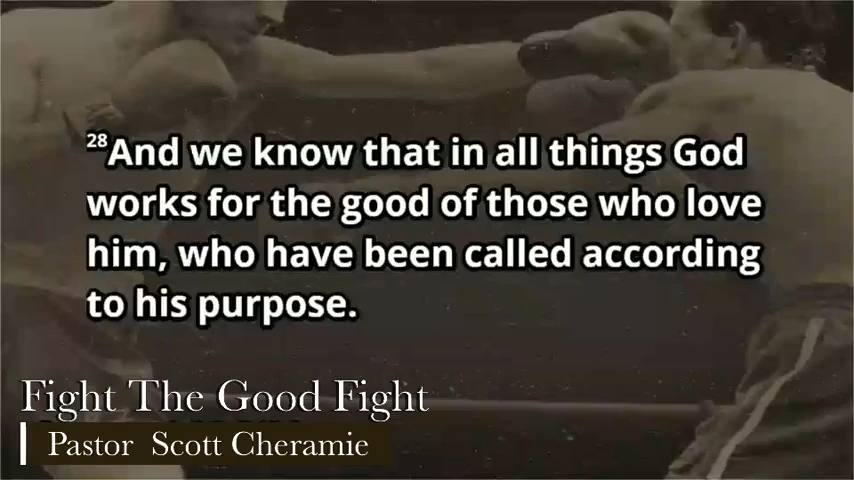 28And we know that in all things God
works for the good of those who love
him, who have been called according
to his purpose.
Fight The Good Fight
Pastor Scott Cheramie